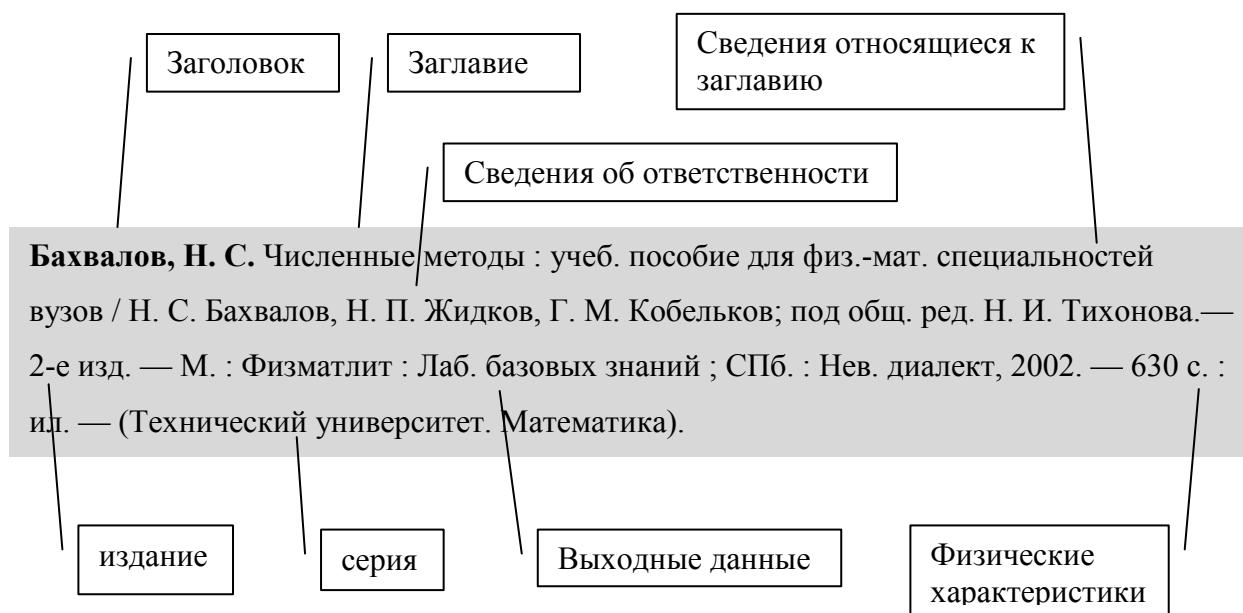 Заголовок
Заглавие
Сведения относящиеся к
заглавию
Сведения об ответственности
Бахвалов, Н. С. Численные методы : учеб. пособие для физ.-мат. специальностей
вузов / Н. С. Бахвалов, Н. П. Жидков, Г. М. Кобельков; под общ. ред. Н. И. Тихонова.—
2-е изд. — М. : Физматлит : Лаб. базовых знаний ; СПб. : Нев. диалект, 2002. — 630 с. :
ил. — (Технический университет. Математика).
издание
серия
Выходные данные
Физические
характеристики